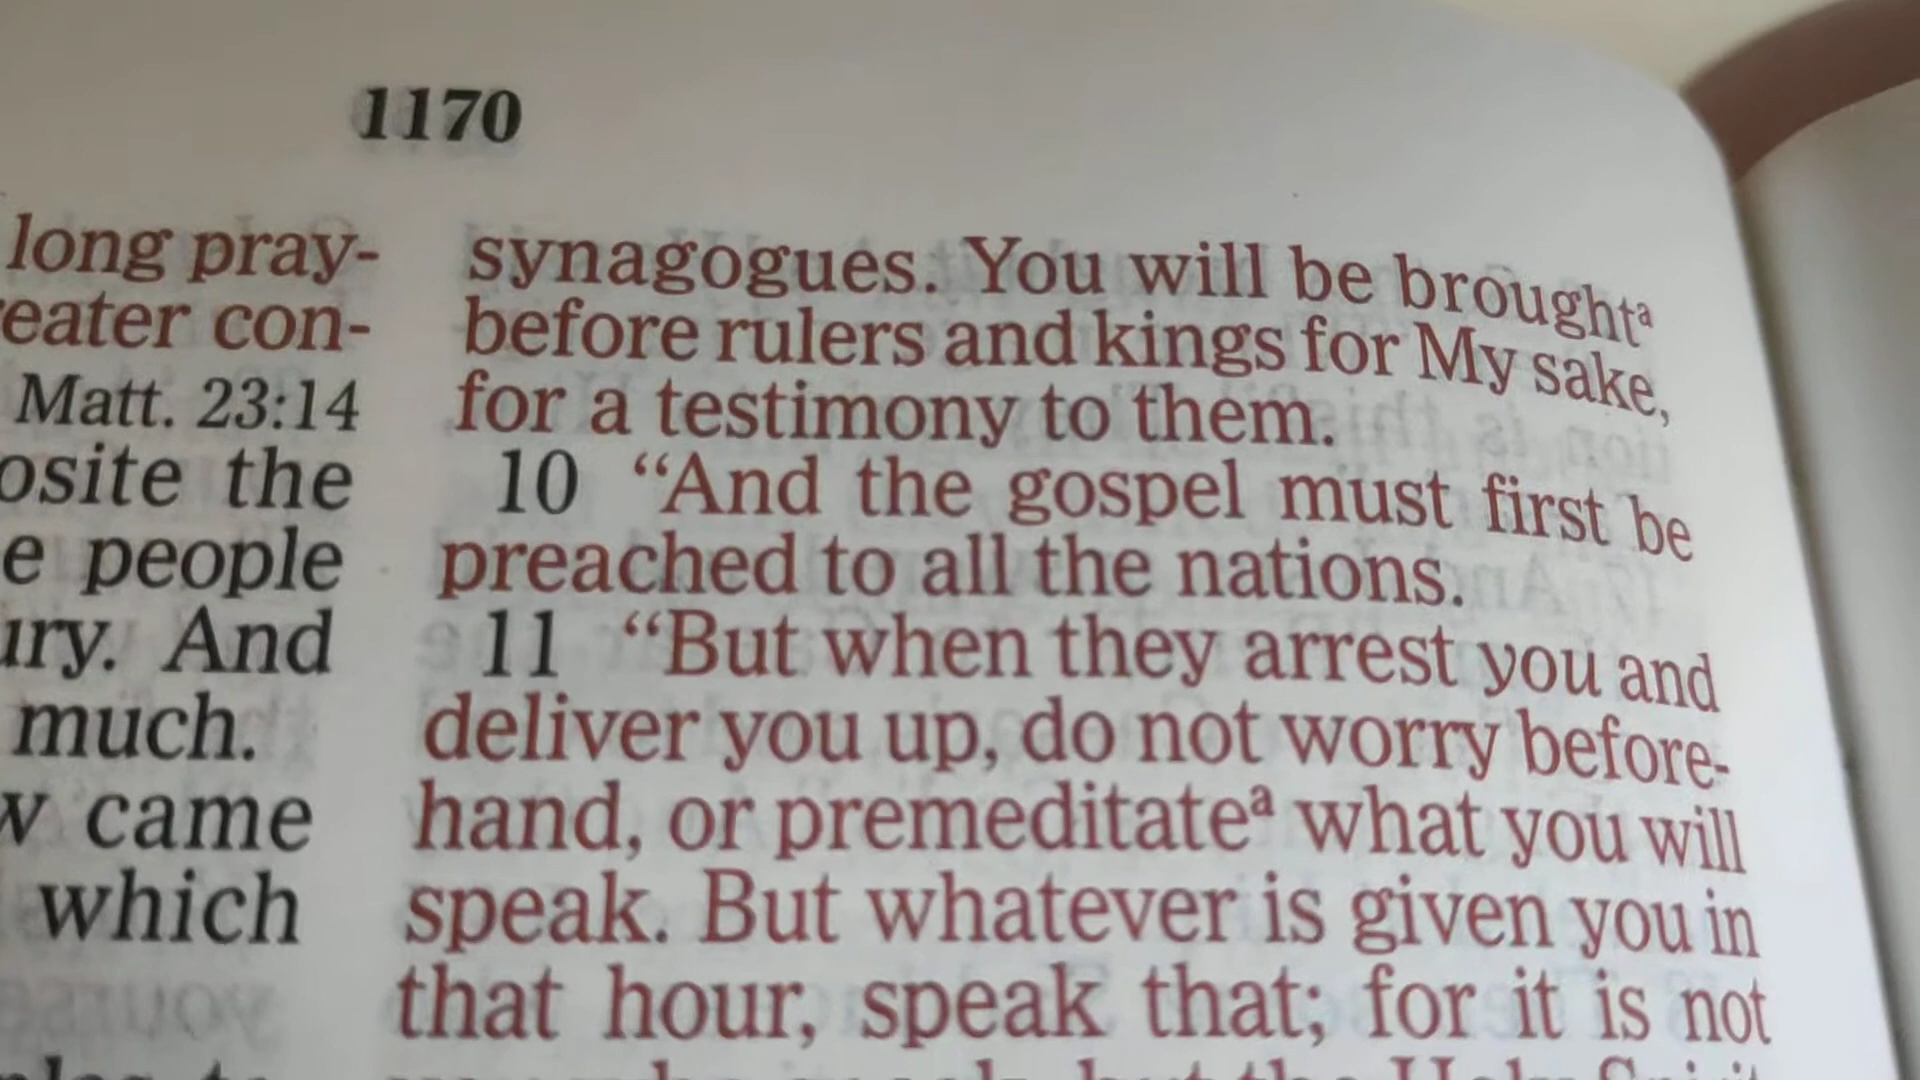 1170
long pray-
eater con-
Matt. 23:14
osite the
e people
ury. And
much.
w came
which
synagogues. You will be broughtᵃ
before rulers and kings for My sake,
for a testimony to them.
10 “And the gospel must first be
preached to all the nations.
11 “But when they arrest you and
deliver you up, do not worry before-
hand, or premeditateᵃ what you will
speak. But whatever is given you in
that hour, speak that; for it is not